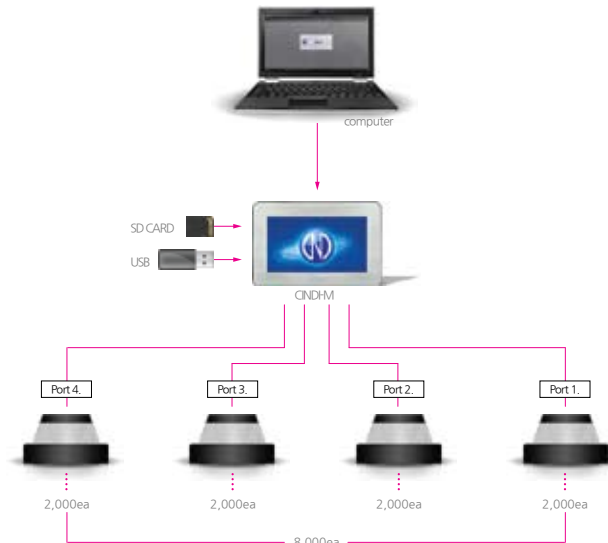 computer
SD CARD
USB
CINDI-M
Port 4.
Port 3.
Port 2.
Port 1.
2,000ea
2,000ea
2,000ea
2,000ea
8,000ea